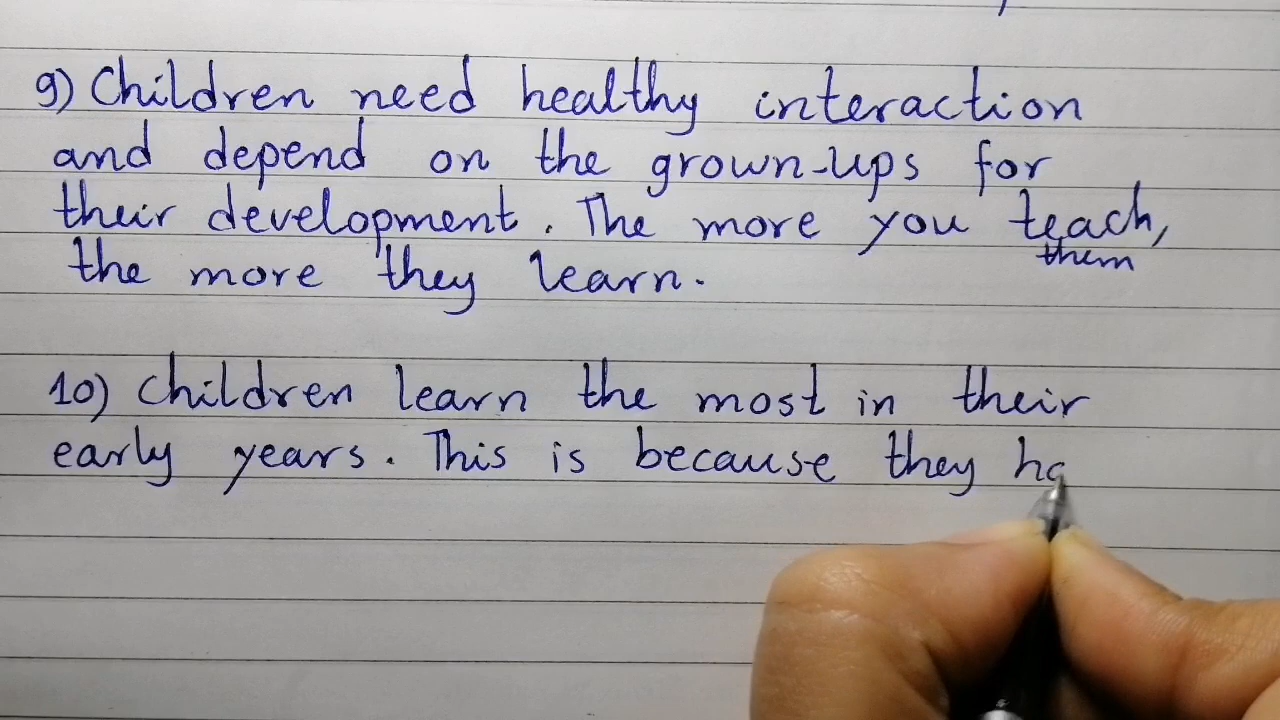 9) Children need healthy interaction
and depend on the grown-ups for
their development. The more you teach,
them
the more they learn.
10) Children learn the most in their
early years. This is because they ha